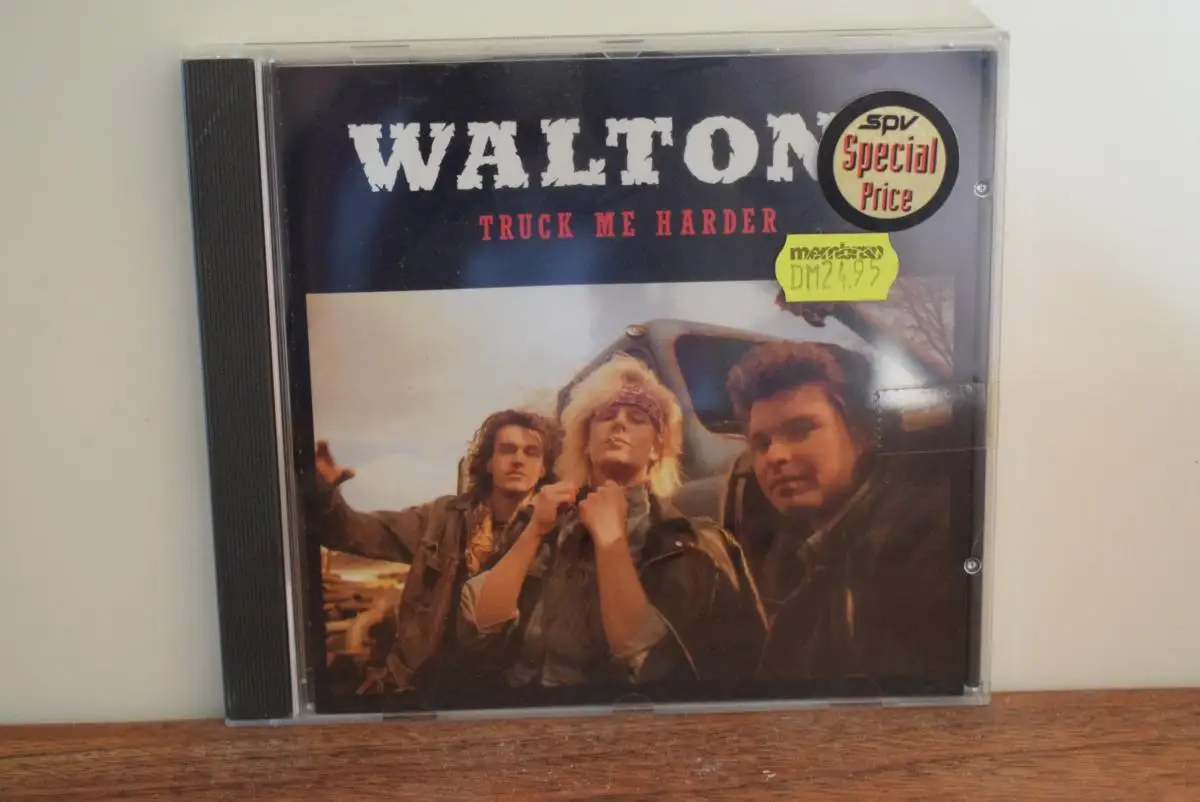 WALTON
TRUCK ME HARDER
spv
Special
Price
membran
DM24.95